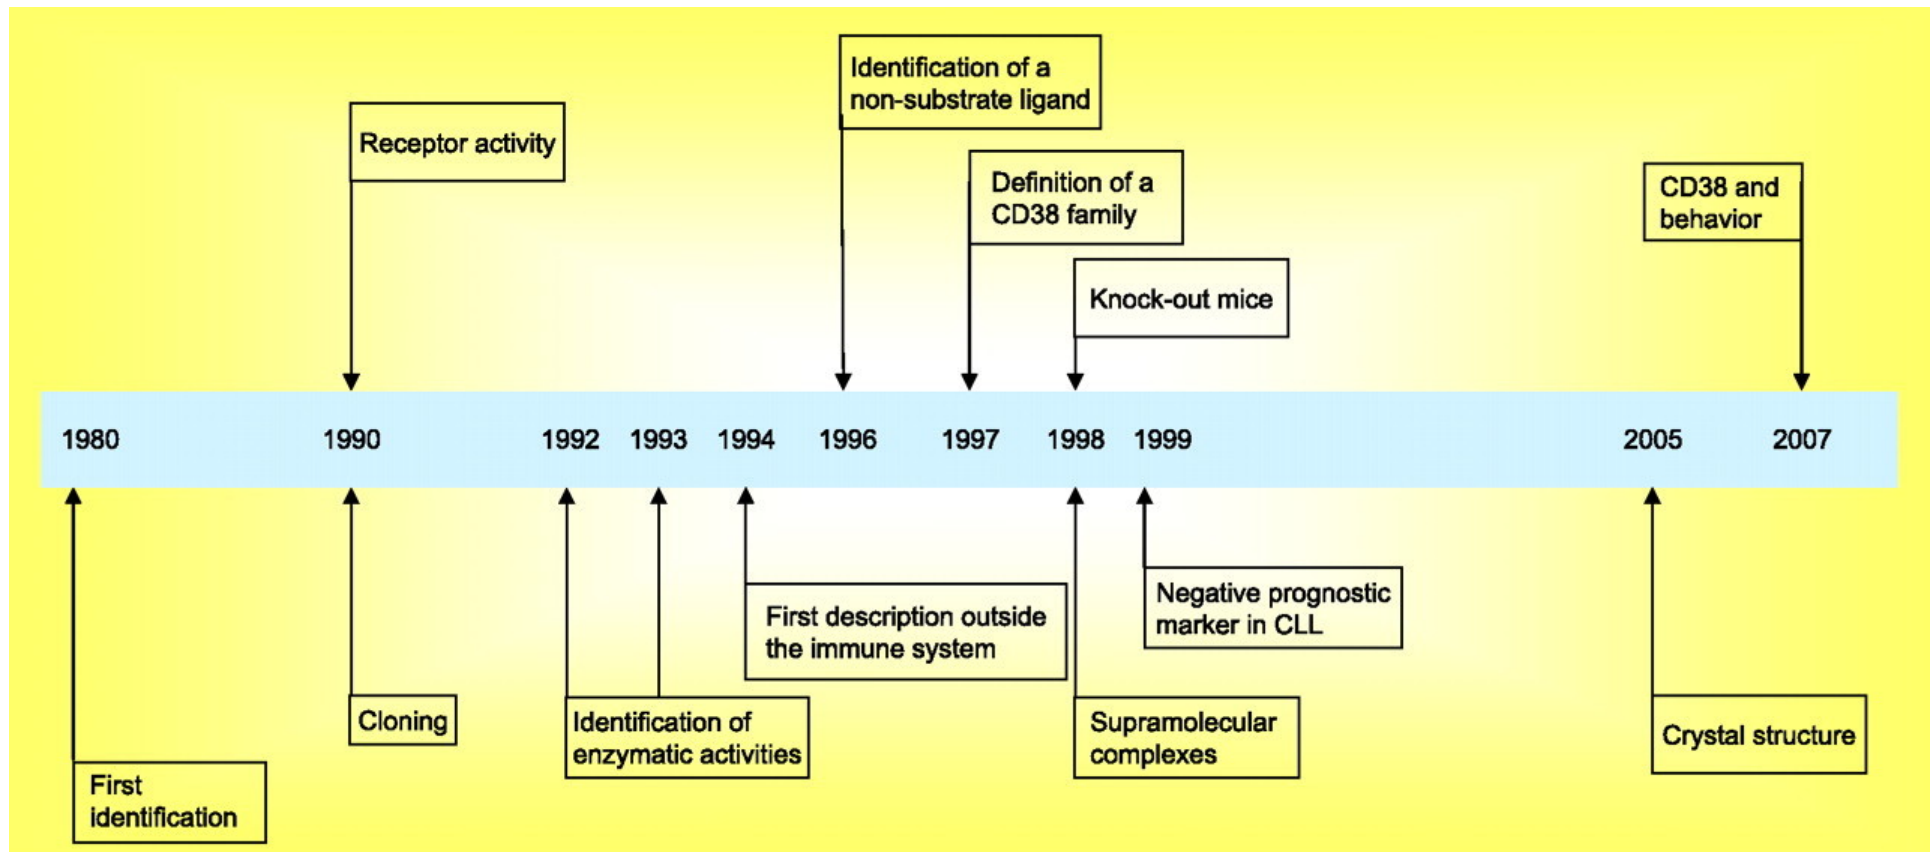 Identification of a
non-substrate ligand
Receptor activity
Definition of a
CD38 family
CD38 and
behavior
Knock-out mice
1980 1990 1992 1993 1994 1996 1997 1998 1999 2005 2007
First description outside
the immune system
Negative prognostic
marker in CLL
Cloning
Identification of
enzymatic activities
Supramolecular
complexes
Crystal structure
First
identification